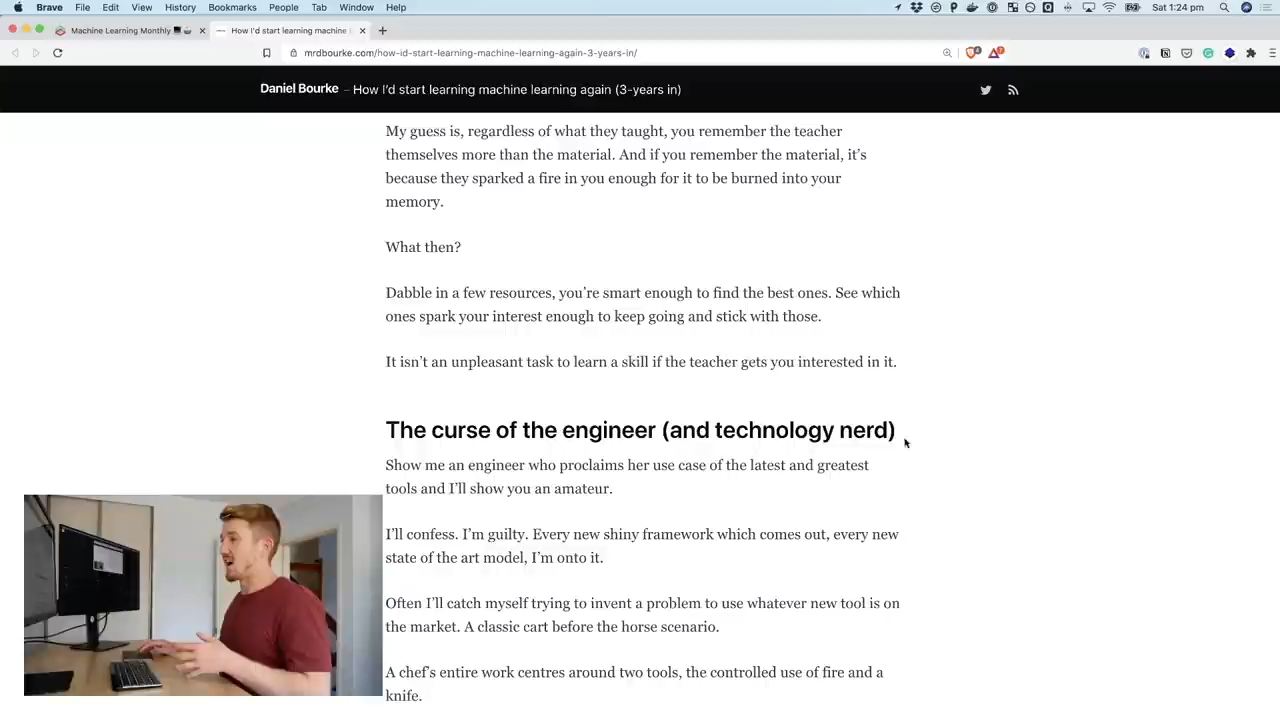 Brave File Edit View History Bookmarks People Tab Window Help Sat 1:24 pm
Machine Learning Monthly How I'd start learning machine l
mrdbourke.com/how-id-start-learning-machine-learning-again-3-years-in/
Daniel Bourke – How I'd start learning machine learning again (3-years in)
My guess is, regardless of what they taught, you remember the teacher
themselves more than the material. And if you remember the material, it's
because they sparked a fire in you enough for it to be burned into your
memory.
What then?
Dabble in a few resources, you're smart enough to find the best ones. See which
ones spark your interest enough to keep going and stick with those.
It isn't an unpleasant task to learn a skill if the teacher gets you interested in it.
The curse of the engineer (and technology nerd)
Show me an engineer who proclaims her use case of the latest and greatest
tools and I'll show you an amateur.
I'll confess. I'm guilty. Every new shiny framework which comes out, every new
state of the art model, I'm onto it.
Often I'll catch myself trying to invent a problem to use whatever new tool is on
the market. A classic cart before the horse scenario.
A chef's entire work centres around two tools, the controlled use of fire and a
knife.